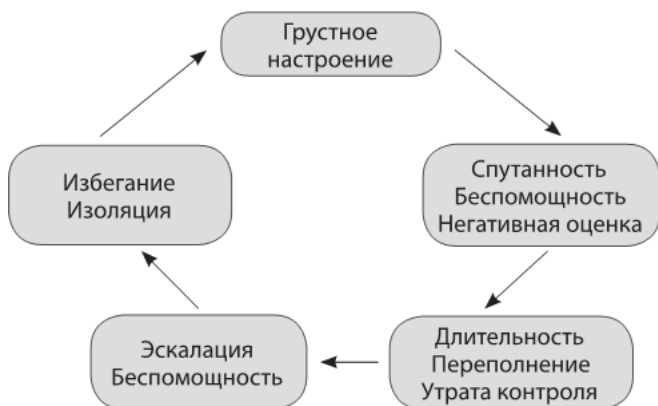 Грустное
настроение
Спутанность
Беспомощность
Негативная оценка
Длительность
Переполнение
Утрата контроля
Эскалация
Беспомощность
Избегание
Изоляция